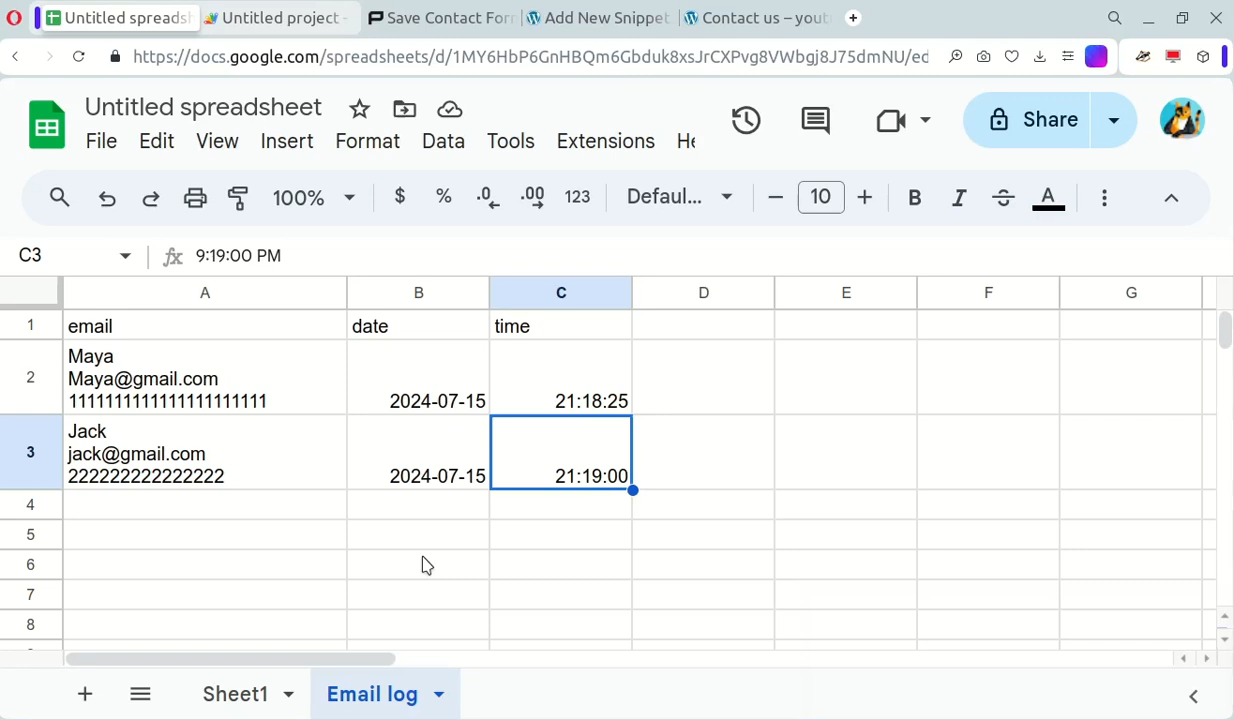 Untitled spreads
Untitled project -
Save Contact For
Add New Snippet
Contact us – yout
https://docs.google.com/spreadsheets/d/1MY6HbP6GnHBQm6Gbduk8xsJrCXPvg8VWbgj8J75dmNU/ed
Untitled spreadsheet
File Edit View Insert Format Data Tools Extensions He
Share
100% $ % .0 .00 123 Defaul... 10 B I S A
C3 fx 9:19:00 PM
A B C D E F G
1 email date time
Maya
2 Maya@gmail.com
1111111111111111111111 2024-07-15 21:18:25
Jack
3 jack@gmail.com
222222222222222 2024-07-15 21:19:00
4
5
6
7
8
Sheet1 Email log